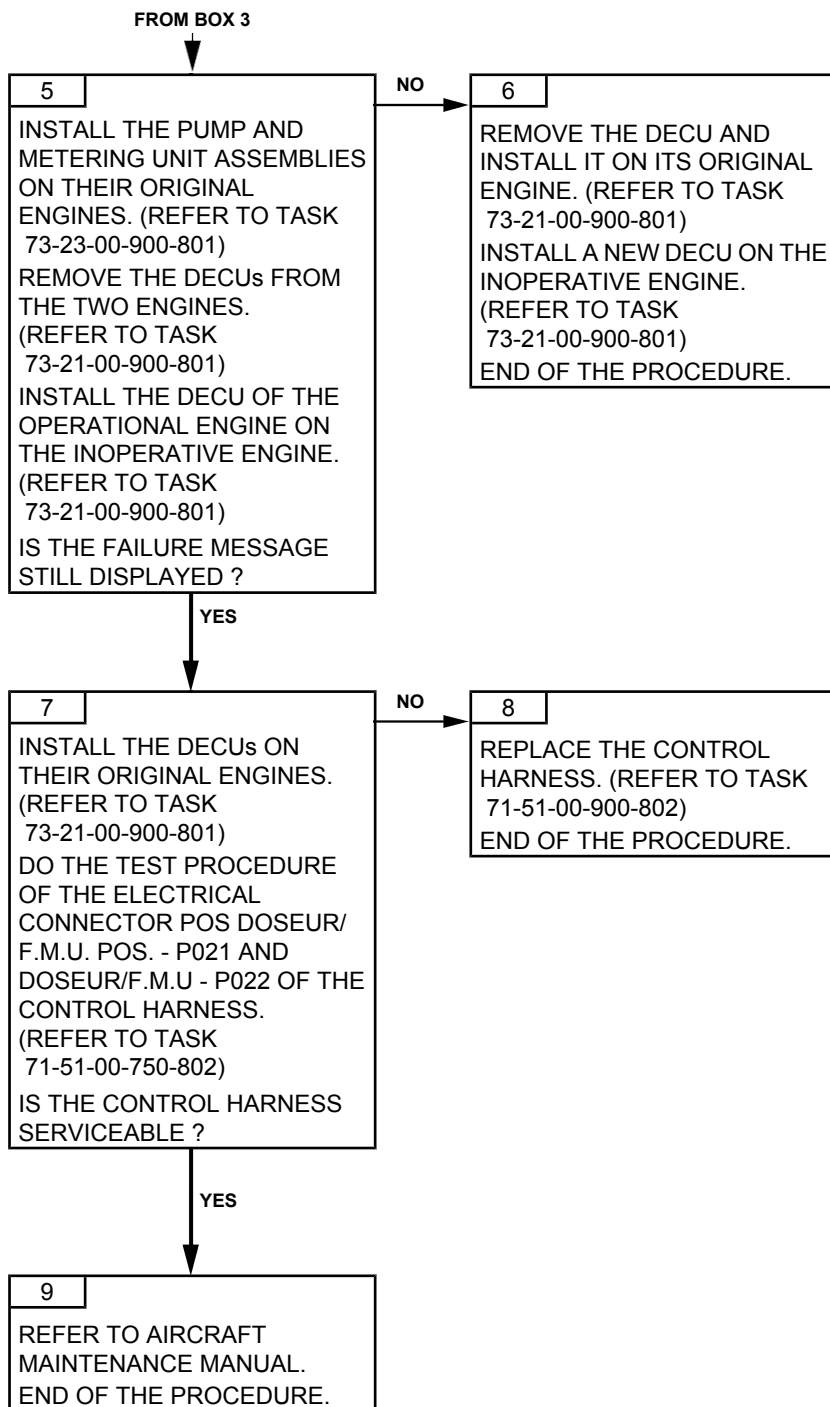 FROM BOX 3
5
INSTALL THE PUMP AND
METERING UNIT ASSEMBLIES
ON THEIR ORIGINAL
ENGINES. (REFER TO TASK
73-23-00-900-801)
REMOVE THE DECUs FROM
THE TWO ENGINES.
(REFER TO TASK
73-21-00-900-801)
INSTALL THE DECU OF THE
OPERATIONAL ENGINE ON
THE INOPERATIVE ENGINE.
(REFER TO TASK
73-21-00-900-801)
IS THE FAILURE MESSAGE
STILL DISPLAYED ?
NO
6
REMOVE THE DECU AND
INSTALL IT ON ITS ORIGINAL
ENGINE. (REFER TO TASK
73-21-00-900-801)
INSTALL A NEW DECU ON THE
INOPERATIVE ENGINE.
(REFER TO TASK
73-21-00-900-801)
END OF THE PROCEDURE.
YES
7
INSTALL THE DECUs ON
THEIR ORIGINAL ENGINES.
(REFER TO TASK
73-21-00-900-801)
DO THE TEST PROCEDURE
OF THE ELECTRICAL
CONNECTOR POS DOSEUR/
F.M.U. POS. - P021 AND
DOSEUR/F.M.U - P022 OF THE
CONTROL HARNESS.
(REFER TO TASK
71-51-00-750-802)
IS THE CONTROL HARNESS
SERVICEABLE ?
NO
8
REPLACE THE CONTROL
HARNESS. (REFER TO TASK
71-51-00-900-802)
END OF THE PROCEDURE.
YES
9
REFER TO AIRCRAFT
MAINTENANCE MANUAL.
END OF THE PROCEDURE.